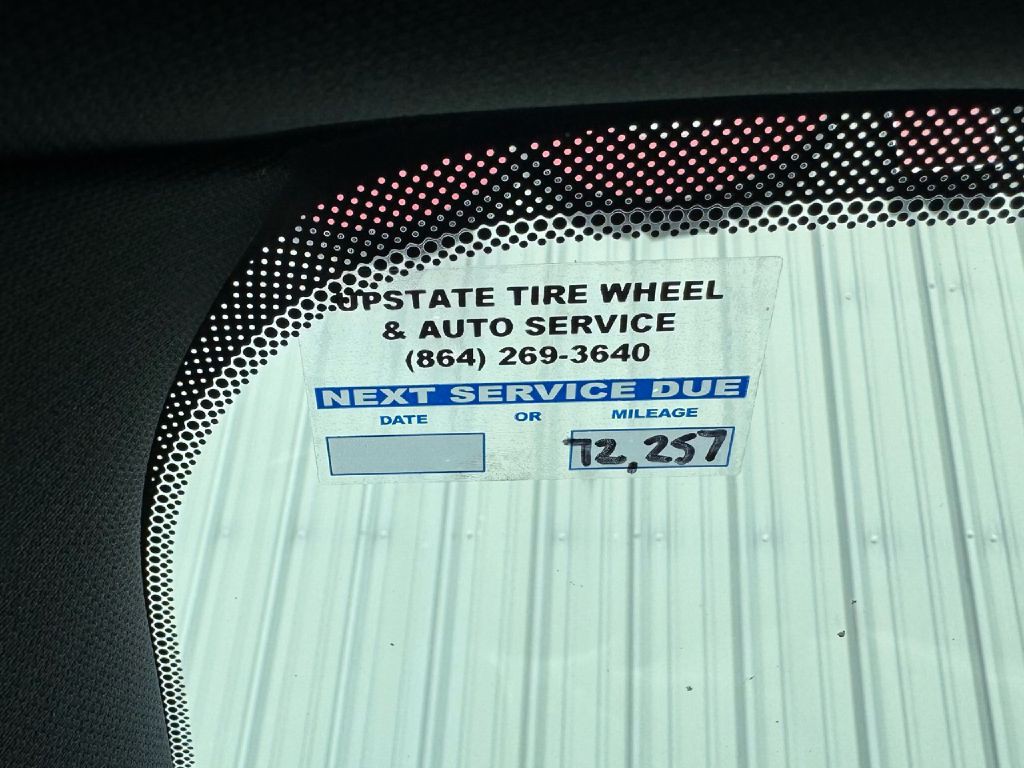 UPSTATE TIRE WHEEL
& AUTO SERVICE
(864) 269-3640
NEXT SERVICE DUE
DATE OR MILEAGE
72,257